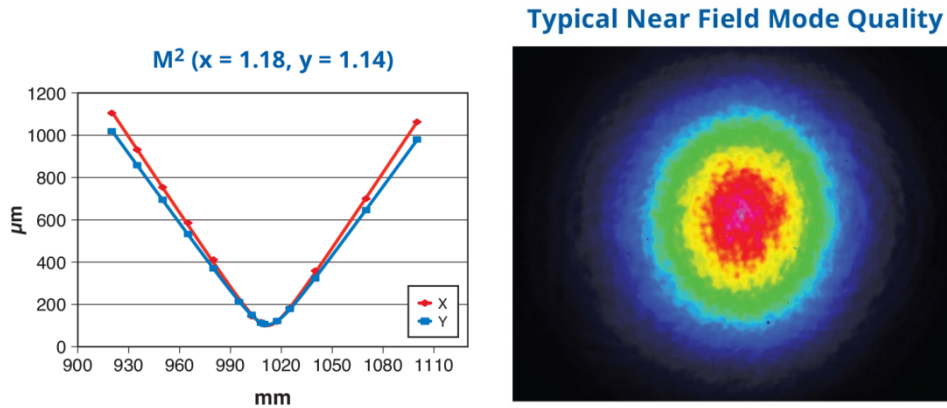 Typical Near Field Mode Quality
M² (x = 1.18, y = 1.14)
1200
1000
800
600
400
200
0
µm
X
Y
900 930 960 990 1020 1050 1080 1110
mm